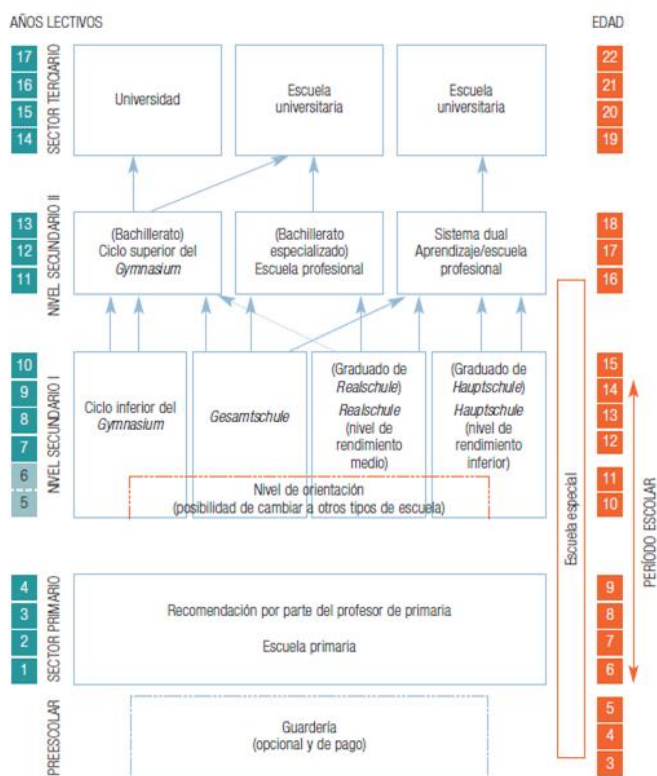 AÑOS LECTIVOS
EDAD
17
16
15
14
SECTOR TERCIARIO
Universidad
Escuela
universitaria
Escuela
universitaria
22
21
20
19
13
12
11
NIVEL SECUNDARIO II
(Bachillerato)
Ciclo superior del
Gymnasium
(Bachillerato
especializado)
Escuela profesional
Sistema dual
Aprendizaje/escuela
profesional
18
17
16
10
9
8
7
6
5
NIVEL SECUNDARIO I
Ciclo inferior del
Gymnasium
Gesamtschule
(Graduado de
Realschule)
Realschule
(nivel de
rendimiento
medio)
(Graduado de
Hauptschule)
Hauptschule
(nivel de
rendimiento
inferior)
Nivel de orientación
(posibilidad de cambiar a otros tipos de escuela)
15
14
13
12
11
10
Escuela especial
PERÍODO ESCOLAR
4
3
2
1
SECTOR PRIMARIO
Recomendación por parte del profesor de primaria
Escuela primaria
9
8
7
6
PREESCOLAR
Guardería
(opcional y de pago)
5
4
3